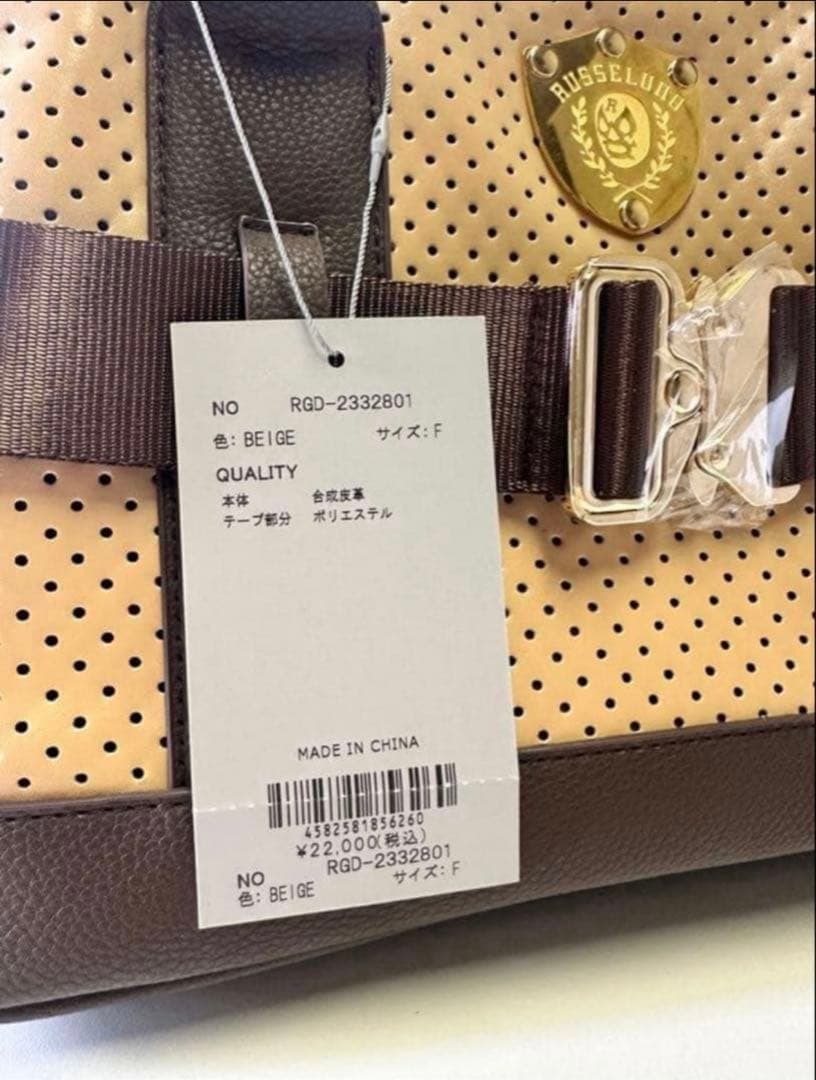 RUSSELUNO
R
NO RGD-2332801
色: BEIGE サイズ: F
QUALITY
本体 合成皮革
テープ部分 ポリエステル
MADE IN CHINA
4582581856260
¥22,000(税込)
NO RGD-2332801
色: BEIGE サイズ: F